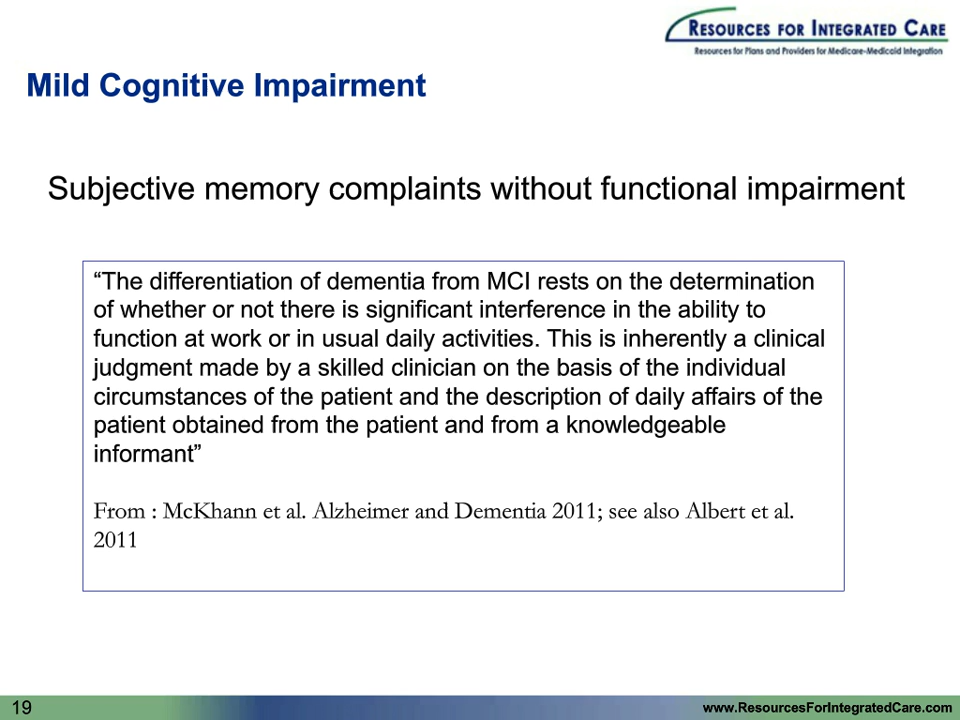 RESOURCES FOR INTEGRATED CARE
Resources for Plans and Providers for Medicare-Medicaid Integration
Mild Cognitive Impairment
Subjective memory complaints without functional impairment
“The differentiation of dementia from MCI rests on the determination
of whether or not there is significant interference in the ability to
function at work or in usual daily activities. This is inherently a clinical
judgment made by a skilled clinician on the basis of the individual
circumstances of the patient and the description of daily affairs of the
patient obtained from the patient and from a knowledgeable
informant”
From : McKhann et al. Alzheimer and Dementia 2011; see also Albert et al.
2011
19
www.ResourcesForIntegratedCare.com